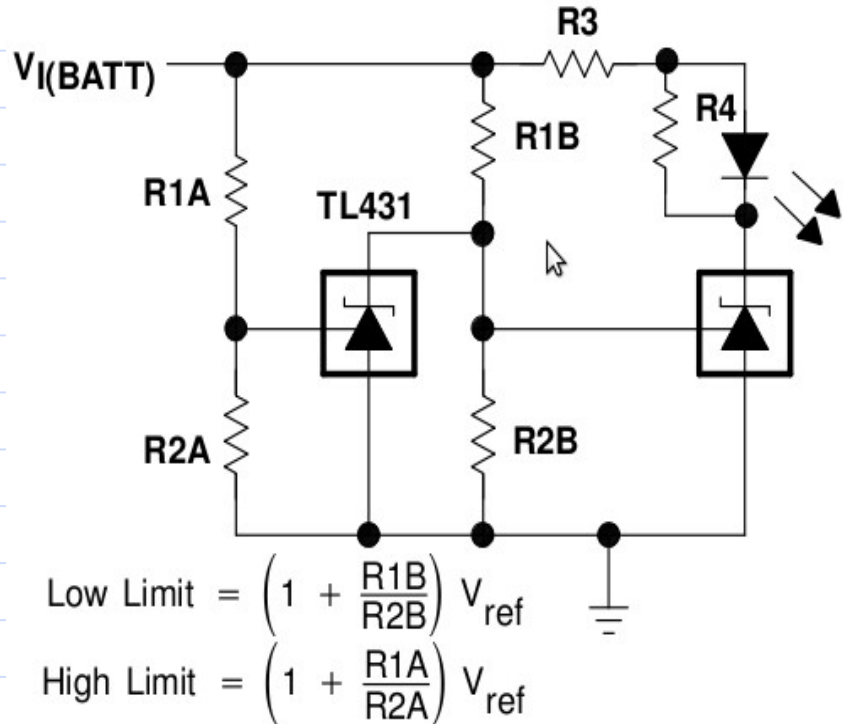 R3
V I(BATT)
R4
R1B
R1A
TL431
R2A
R2B
Low Limit = (1 + R1B/R2B) Vref
High Limit = (1 + R1A/R2A) Vref